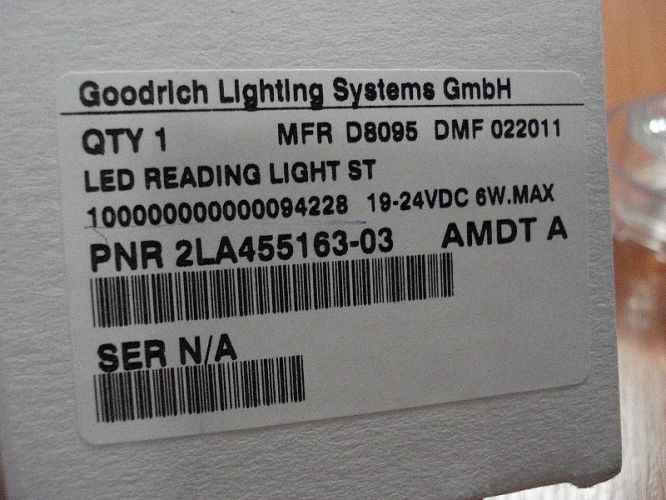 Goodrich Lighting Systems GmbH
QTY 1 MFR D8095 DMF 022011
LED READING LIGHT ST
1000000000000094228 19-24VDC 6W.MAX
PNR 2LA455163-03 AMDT A
SER N/A